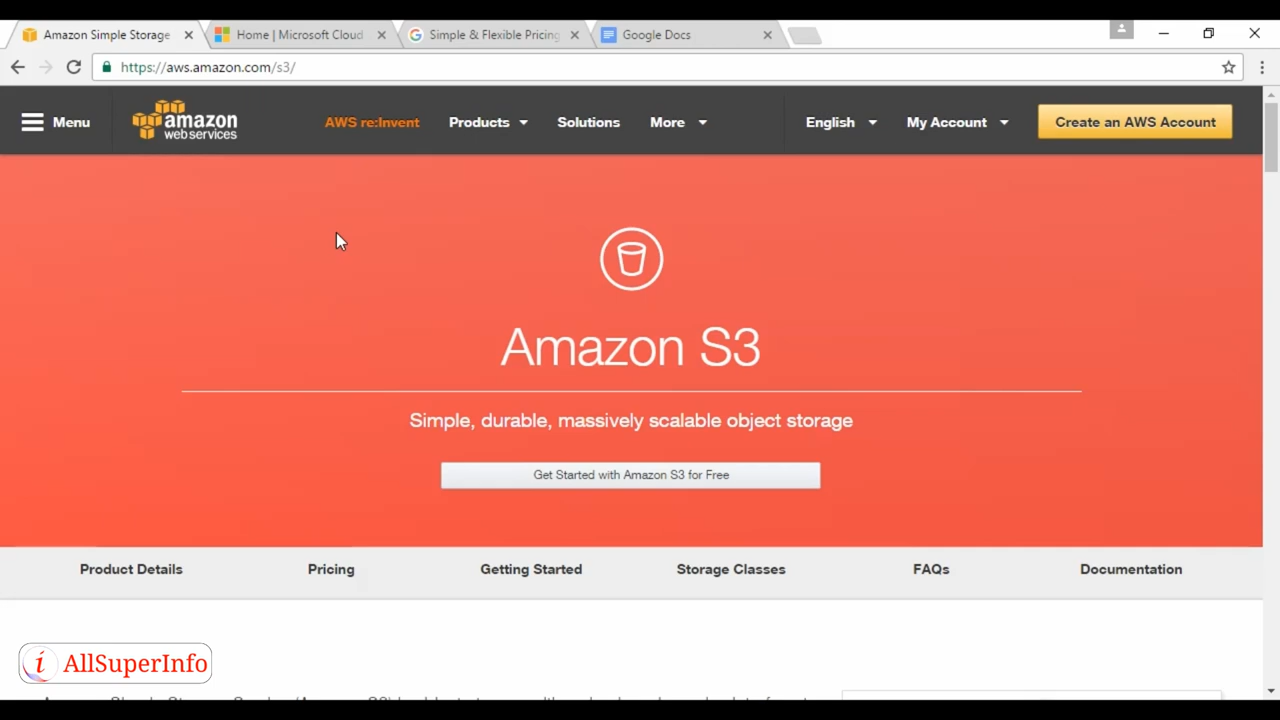 Amazon Simple Storage
Home | Microsoft Cloud
Simple & Flexible Pricing
Google Docs
https://aws.amazon.com/s3/
Menu
amazon
web services
AWS re:Invent
Products
Solutions
More
English
My Account
Create an AWS Account
Amazon S3
Simple, durable, massively scalable object storage
Get Started with Amazon S3 for Free
Product Details
Pricing
Getting Started
Storage Classes
FAQs
Documentation
i AllSuperInfo